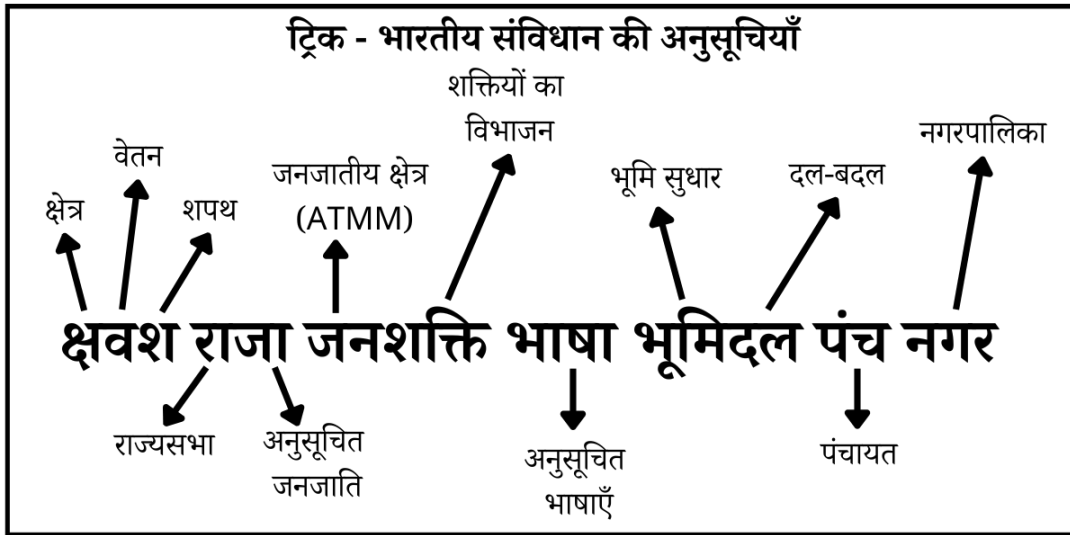 ट्रिक - भारतीय संविधान की अनुसूचियाँ
शक्तियों का
विभाजन
नगरपालिका
वेतन
जनजातीय क्षेत्र
(ATMM)
भूमि सुधार
दल-बदल
क्षेत्र
शपथ
क्षवश राजा जनशक्ति भाषा भूमिदल पंच नगर
राज्यसभा
अनुसूचित
जनजाति
अनुसूचित
भाषाएँ
पंचायत